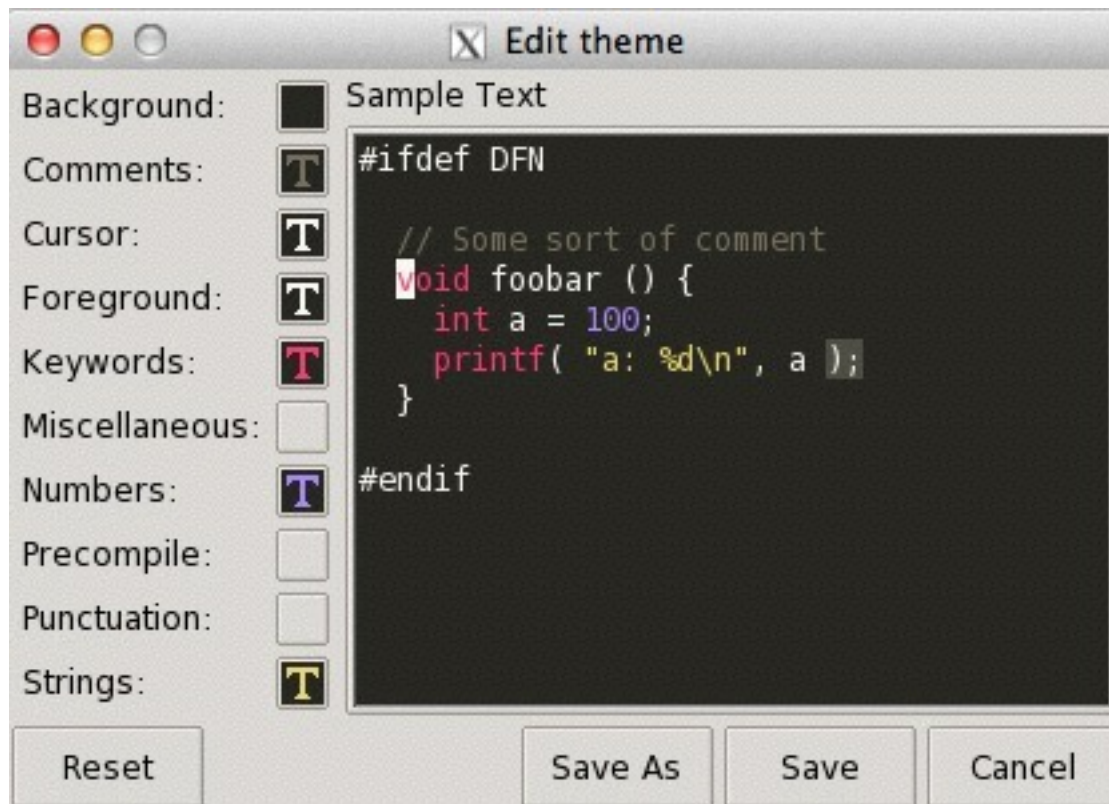 Edit theme
Background:
Comments:
Cursor:
Foreground:
Keywords:
Miscellaneous:
Numbers:
Precompile:
Punctuation:
Strings:
Sample Text
#ifdef DFN
// Some sort of comment
void foobar () {
int a = 100;
printf( "a: %d\n", a );
}
#endif
Reset
Save As
Save
Cancel